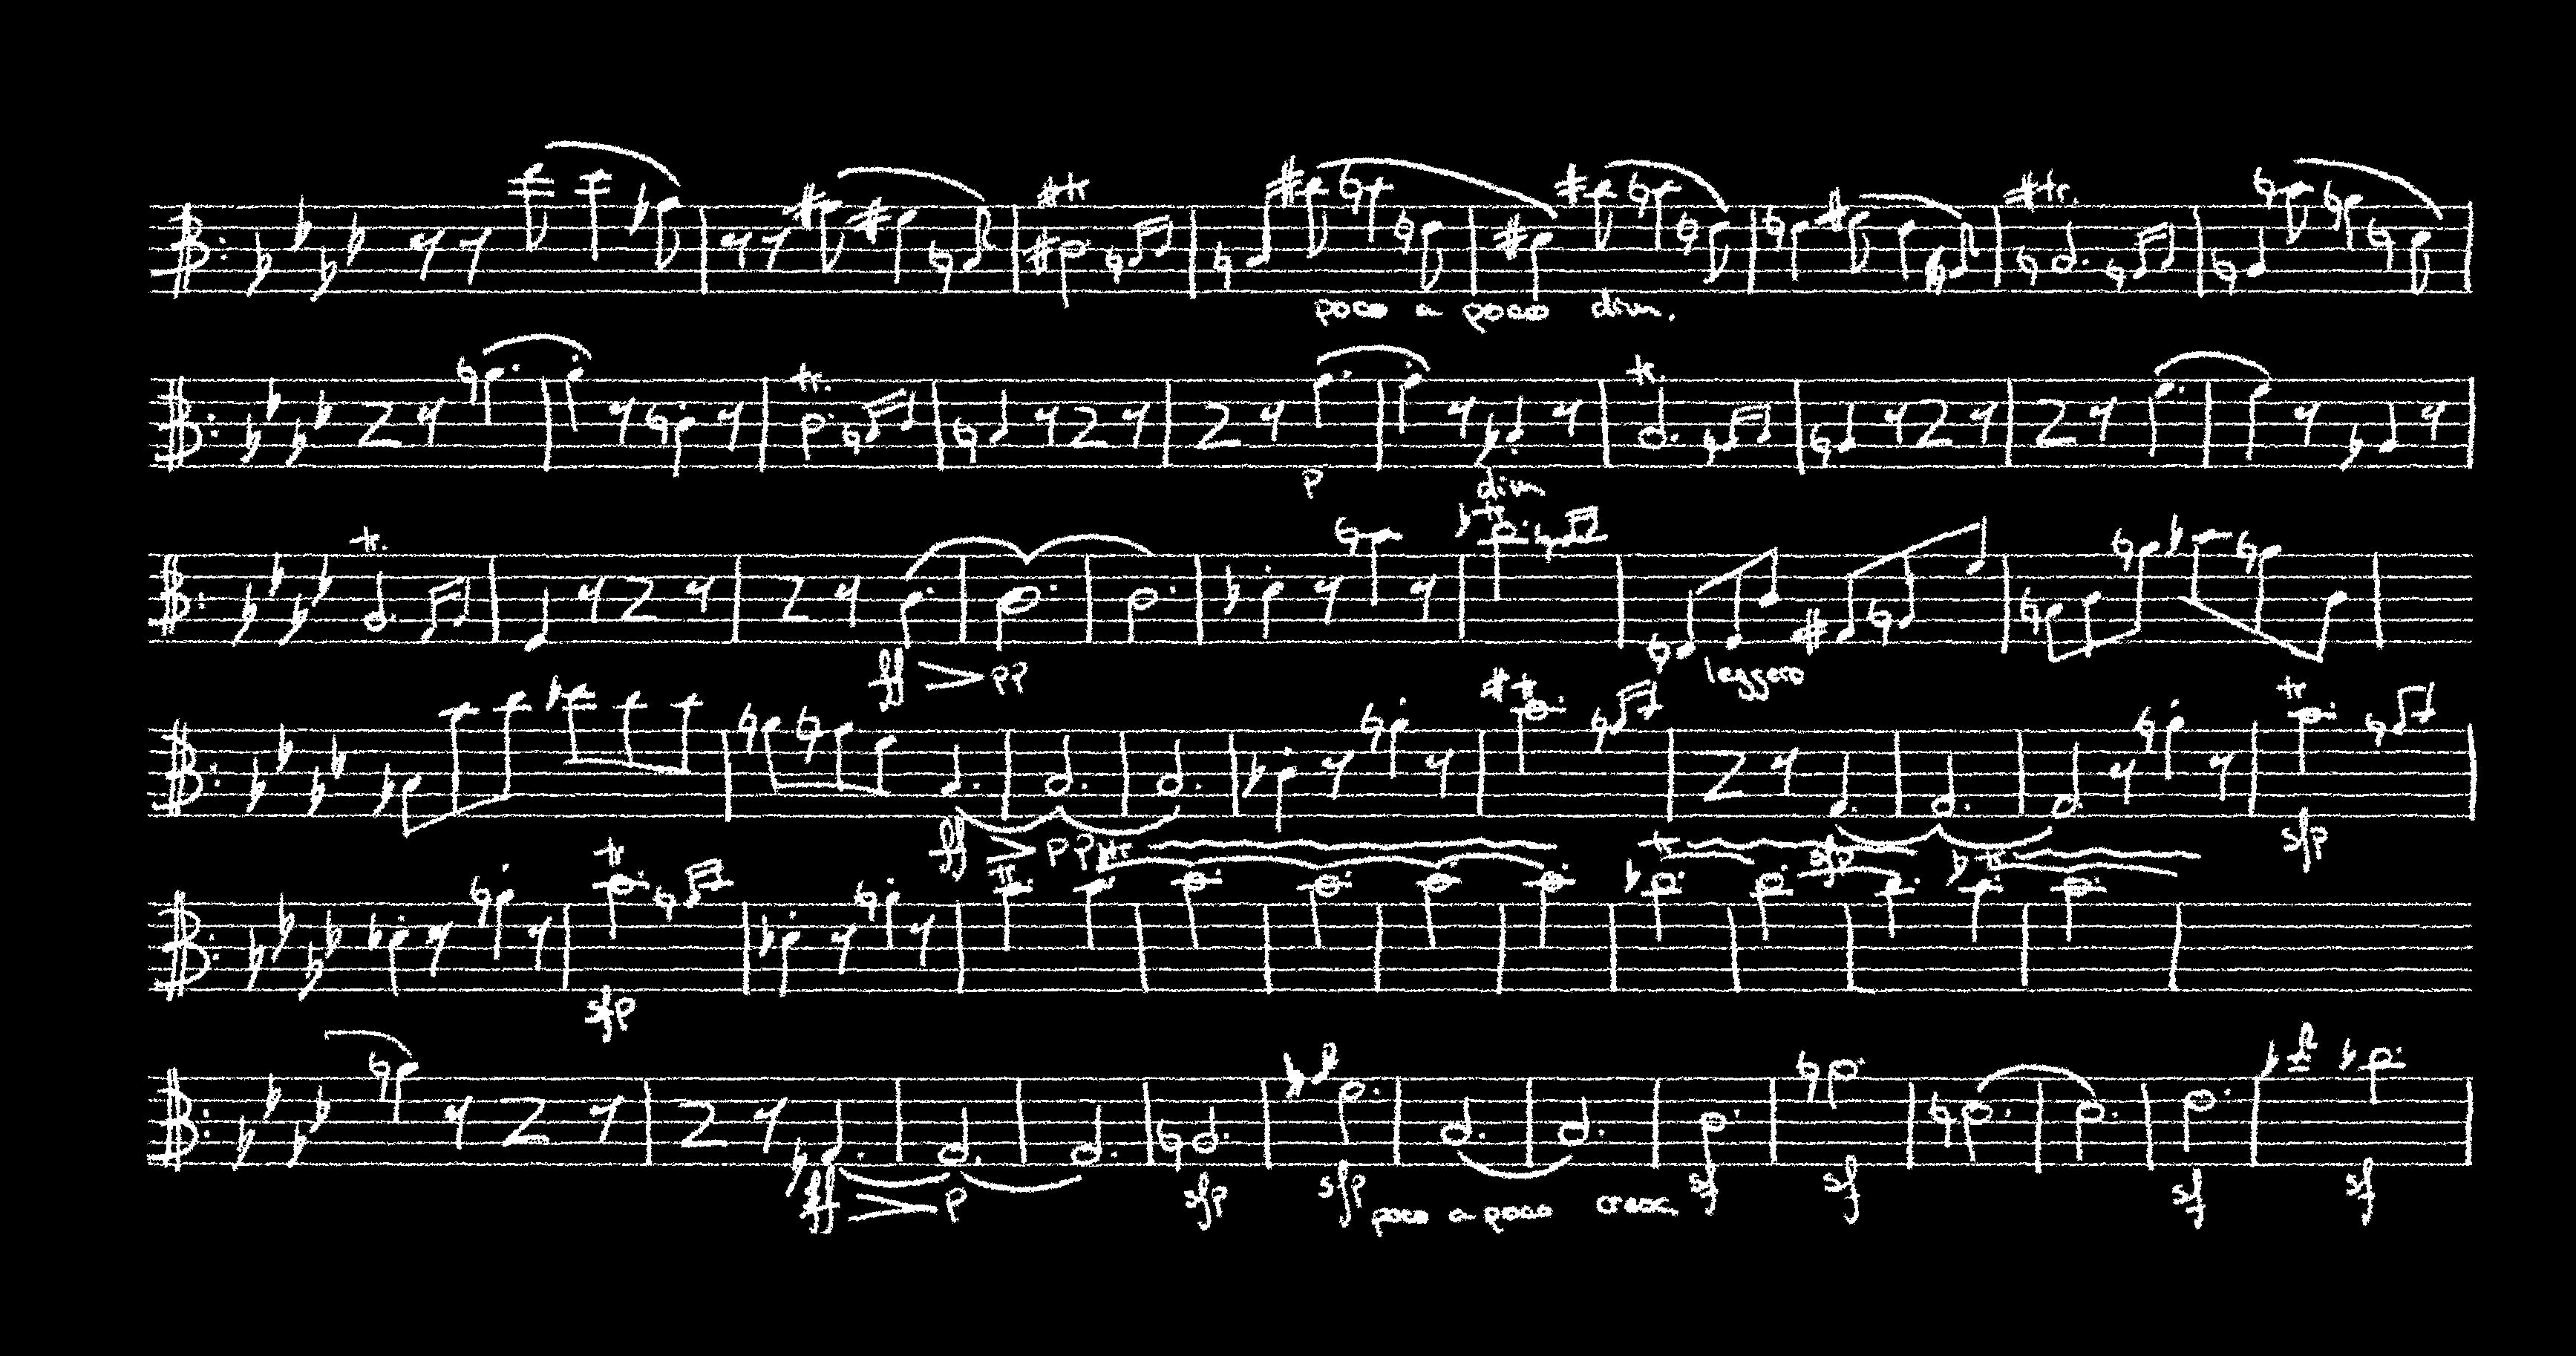 tr
tr.
poco a poco dim.
tr.
tr.
p
dim
tr.
tr
ff pp
leggero
tr
tr
ff pp
sfp
sfp
tr
tr
tr
tr
sfp
ff p
sfp
sfp
poco a poco cresc.
sf
sf
sf
sf